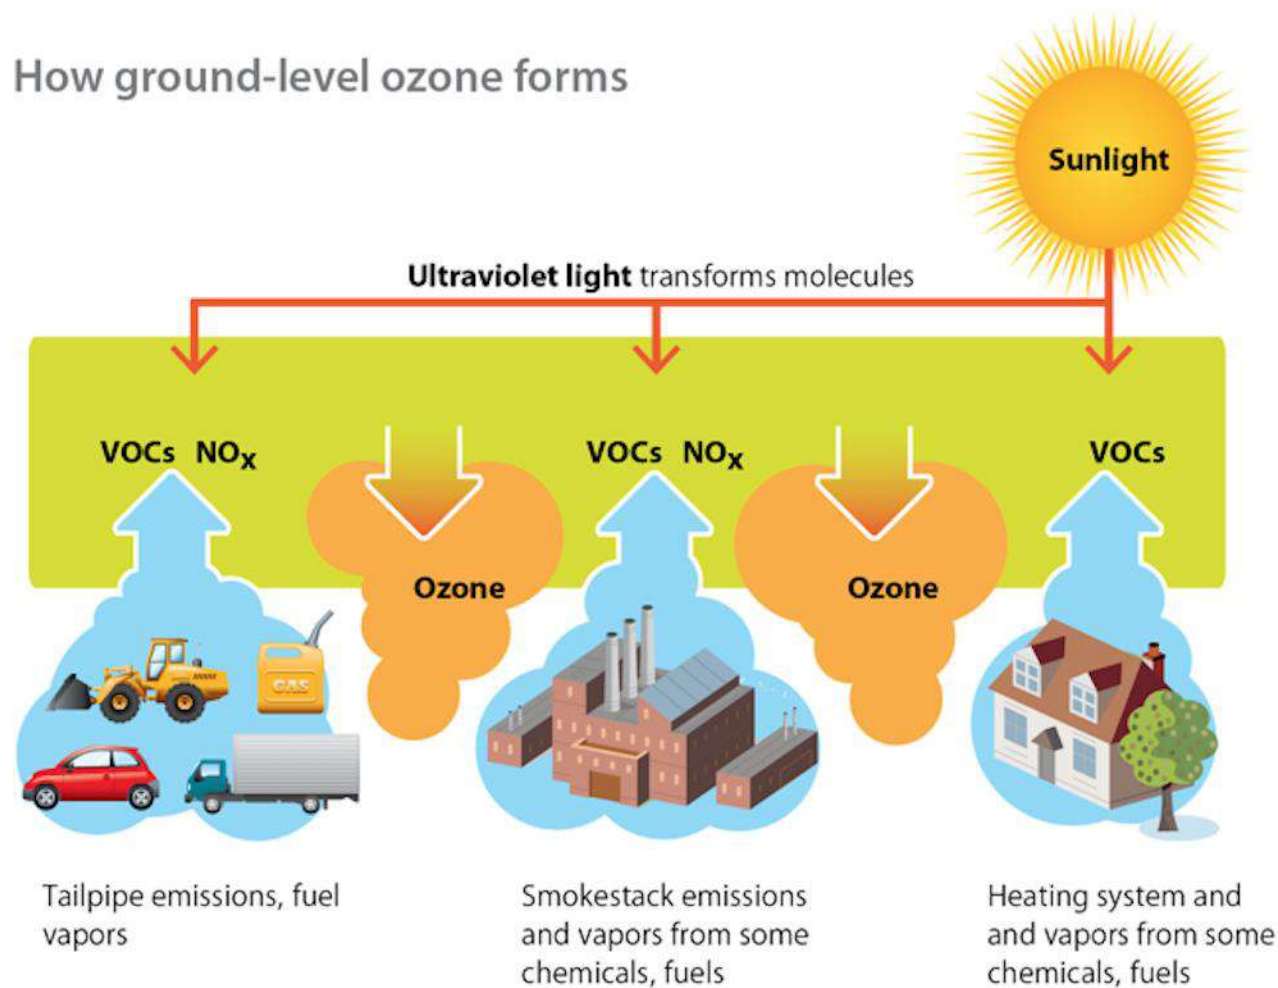 How ground-level ozone forms
Sunlight
Ultraviolet light transforms molecules
VOCs NOx
VOCs NOx
VOCs
Ozone
Ozone
GAS
Tailpipe emissions, fuel
vapors
Smokestack emissions
and vapors from some
chemicals, fuels
Heating system and
and vapors from some
chemicals, fuels